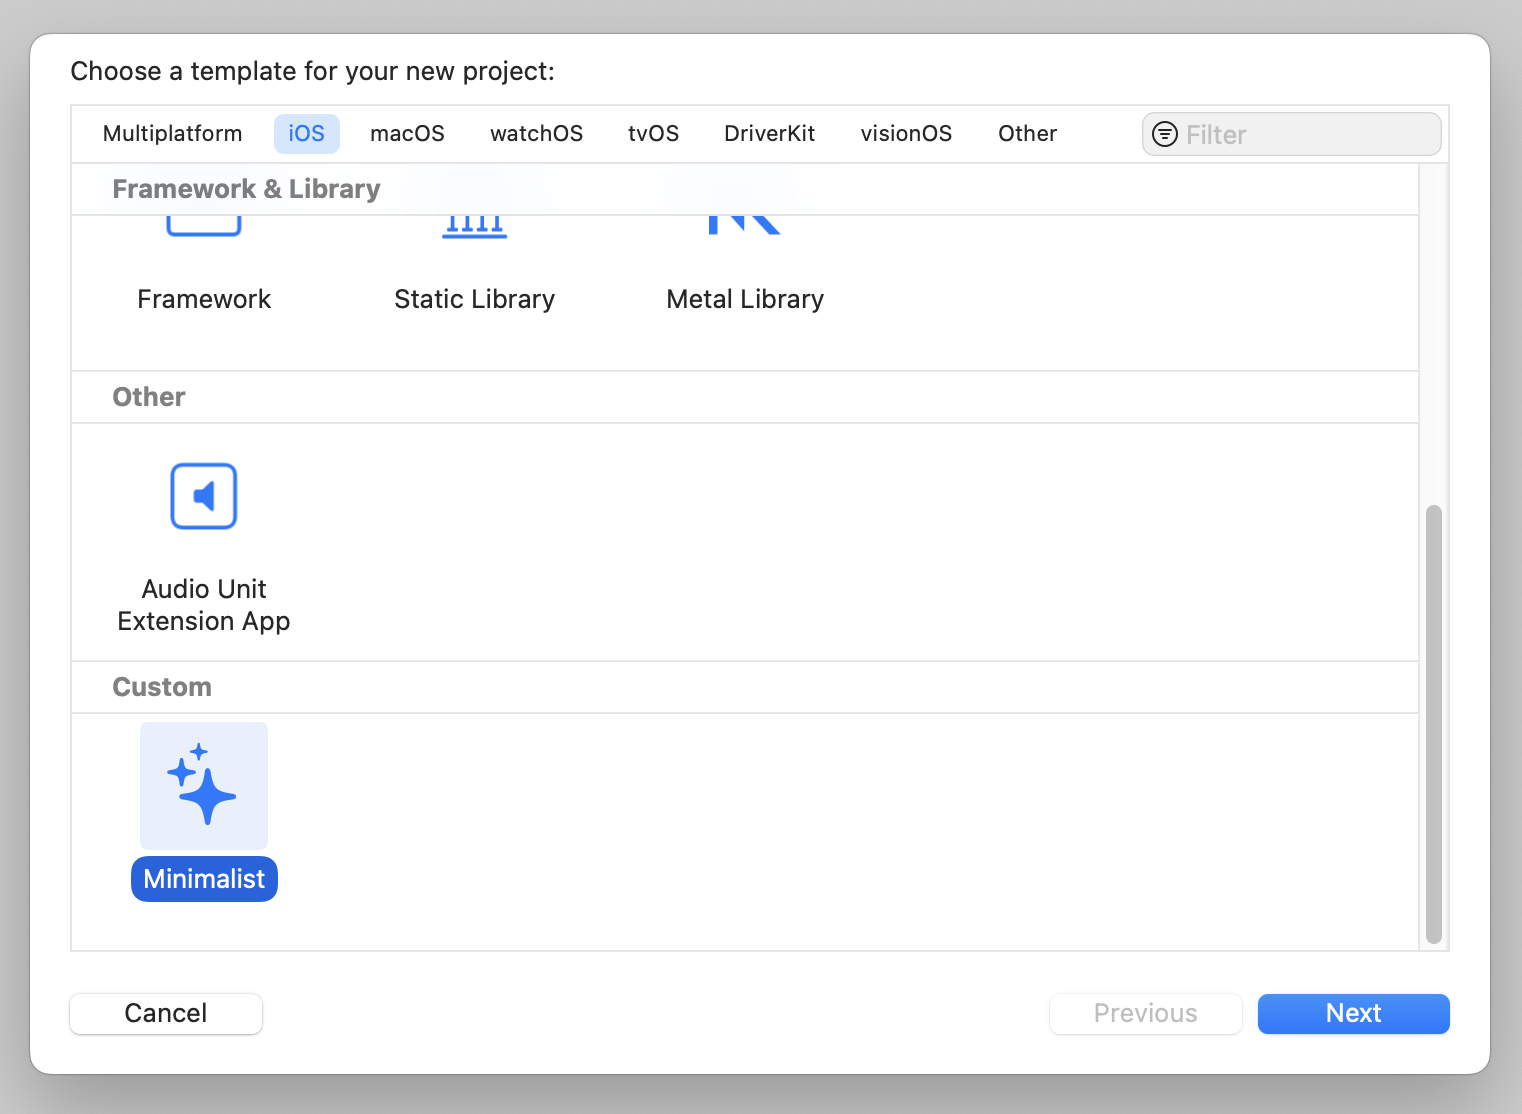 Choose a template for your new project:
Multiplatform iOS macOS watchOS tvOS DriverKit visionOS Other Filter
Framework & Library
Framework Static Library Metal Library
Other
Audio Unit
Extension App
Custom
Minimalist
Cancel Previous Next